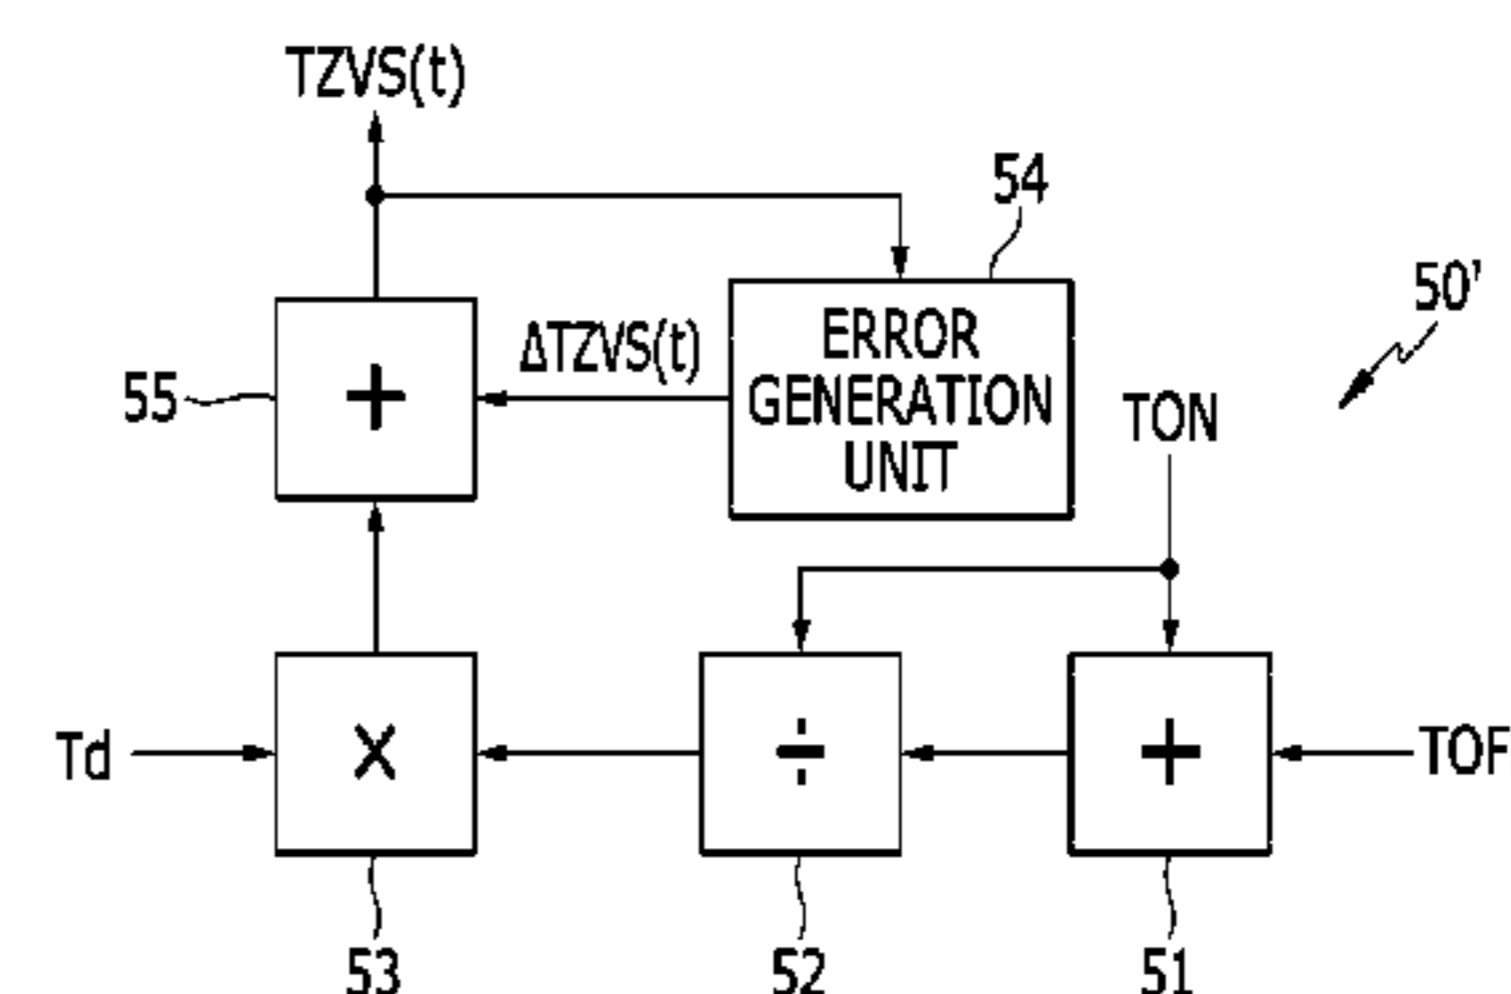 TZVS(t)
54
50'
ERROR
GENERATION
UNIT
ΔTZVS(t)
55
+
TON
Td
×
÷
+
TOF
53
52
51